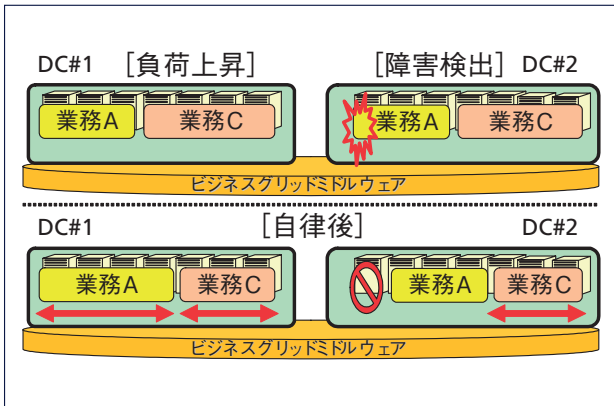 DC#1 [負荷上昇] [障害検出] DC#2
業務A 業務C 業務A 業務C
ビジネスグリッドミドルウェア
DC#1 [自律後] DC#2
業務A 業務C 業務A 業務C
ビジネスグリッドミドルウェア